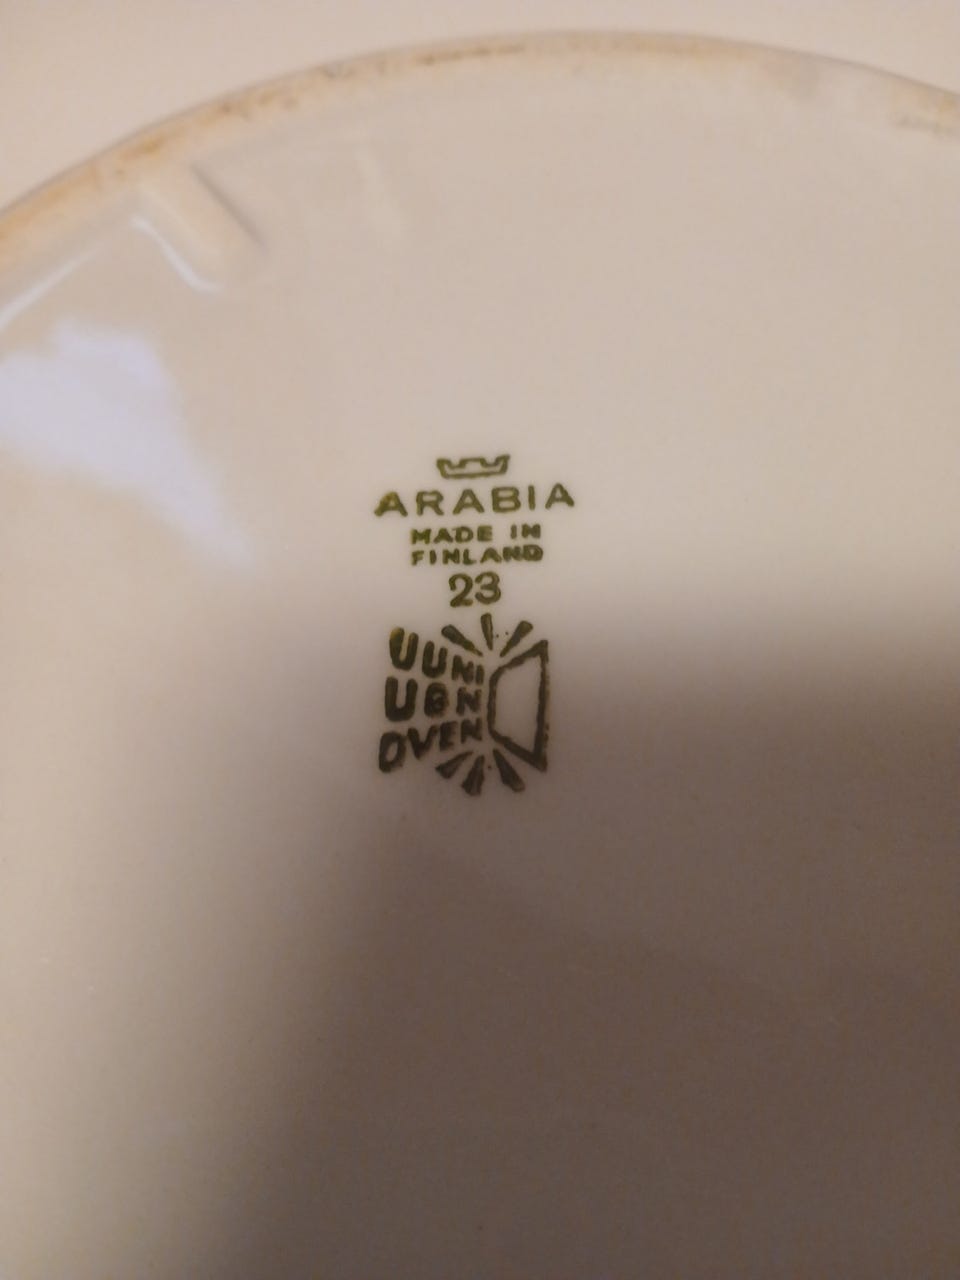 ARABIA
MADE IN
FINLAND
23
UUNI
UGN
OVEN